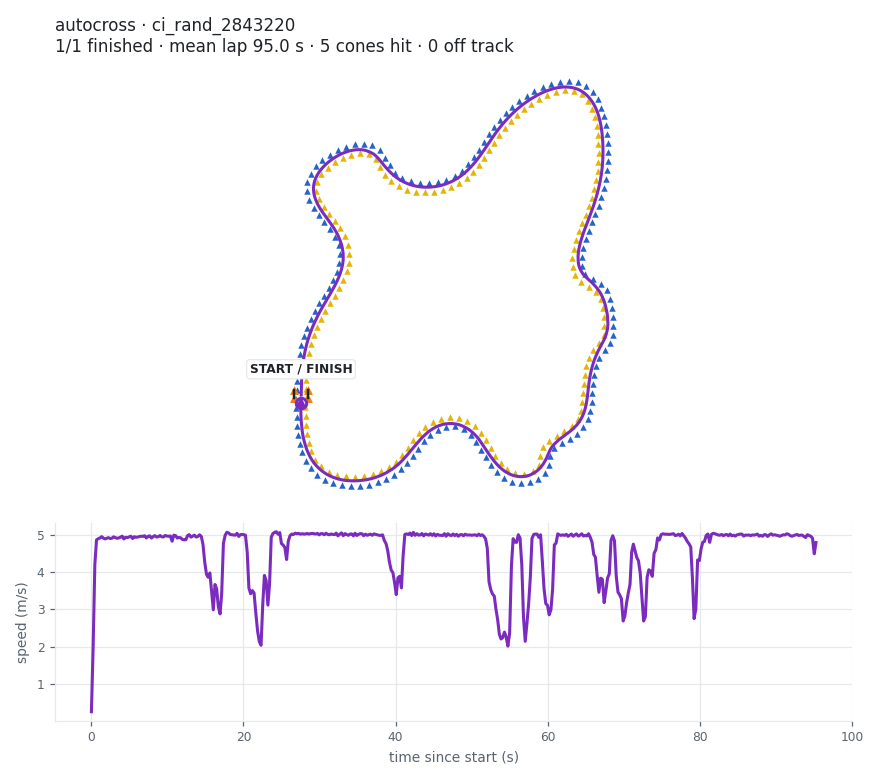 autocross · ci_rand_2843220
1/1 finished · mean lap 95.0 s · 5 cones hit · 0 off track
START / FINISH
5
4
3
2
1
speed (m/s)
0 20 40 60 80 100
time since start (s)